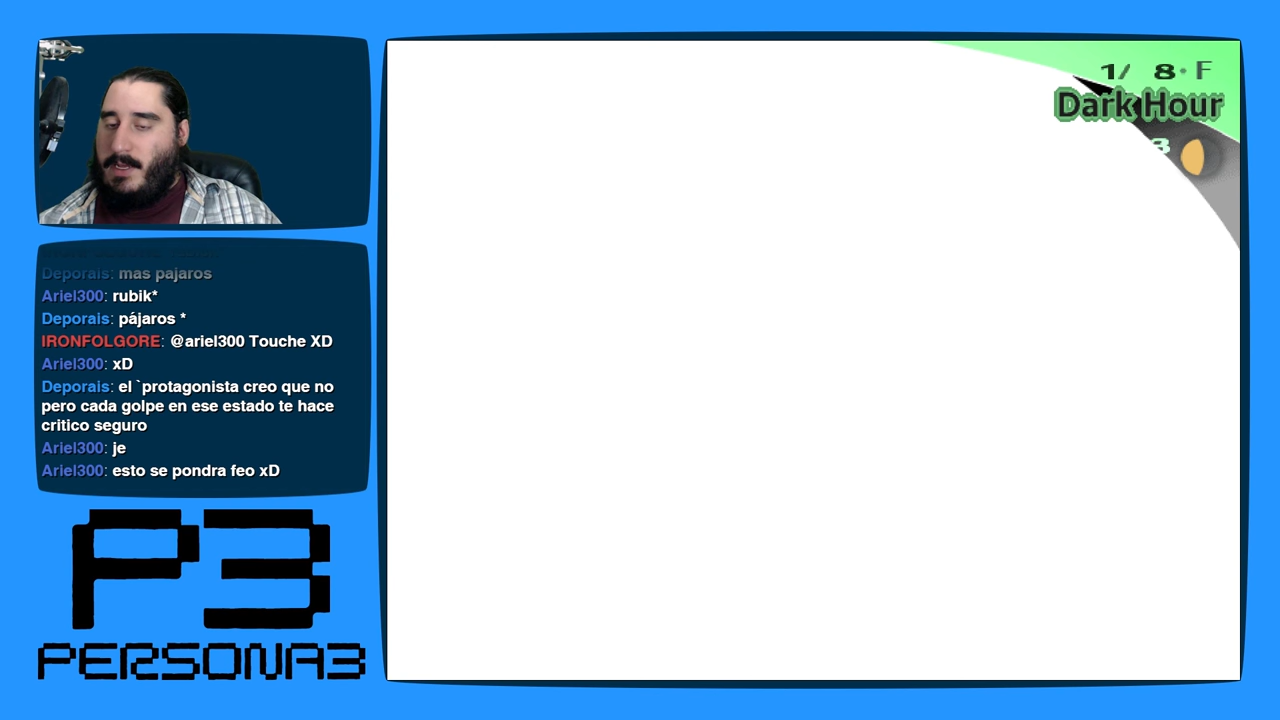 Deporais: mas pajaros
Ariel300: rubik*
Deporais: pájaros *
IRONFOLGORE: @ariel300 Touche XD
Ariel300: xD
Deporais: el `protagonista creo que no
pero cada golpe en ese estado te hace
critico seguro
Ariel300: je
Ariel300: esto se pondra feo xD
P3
PERSONA3
1/ 8 · F
Dark Hour
3